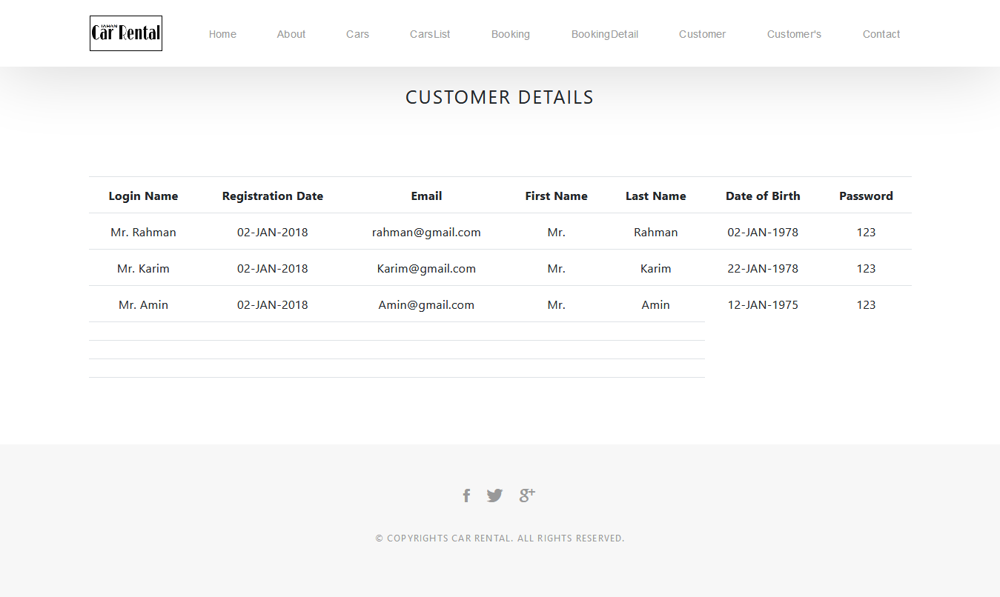 JAHAN
Car Rental
Home About Cars CarsList Booking BookingDetail Customer Customer's Contact
CUSTOMER DETAILS
Login Name Registration Date Email First Name Last Name Date of Birth Password
Mr. Rahman 02-JAN-2018 rahman@gmail.com Mr. Rahman 02-JAN-1978 123
Mr. Karim 02-JAN-2018 Karim@gmail.com Mr. Karim 22-JAN-1978 123
Mr. Amin 02-JAN-2018 Amin@gmail.com Mr. Amin 12-JAN-1975 123
© COPYRIGHTS CAR RENTAL. ALL RIGHTS RESERVED.